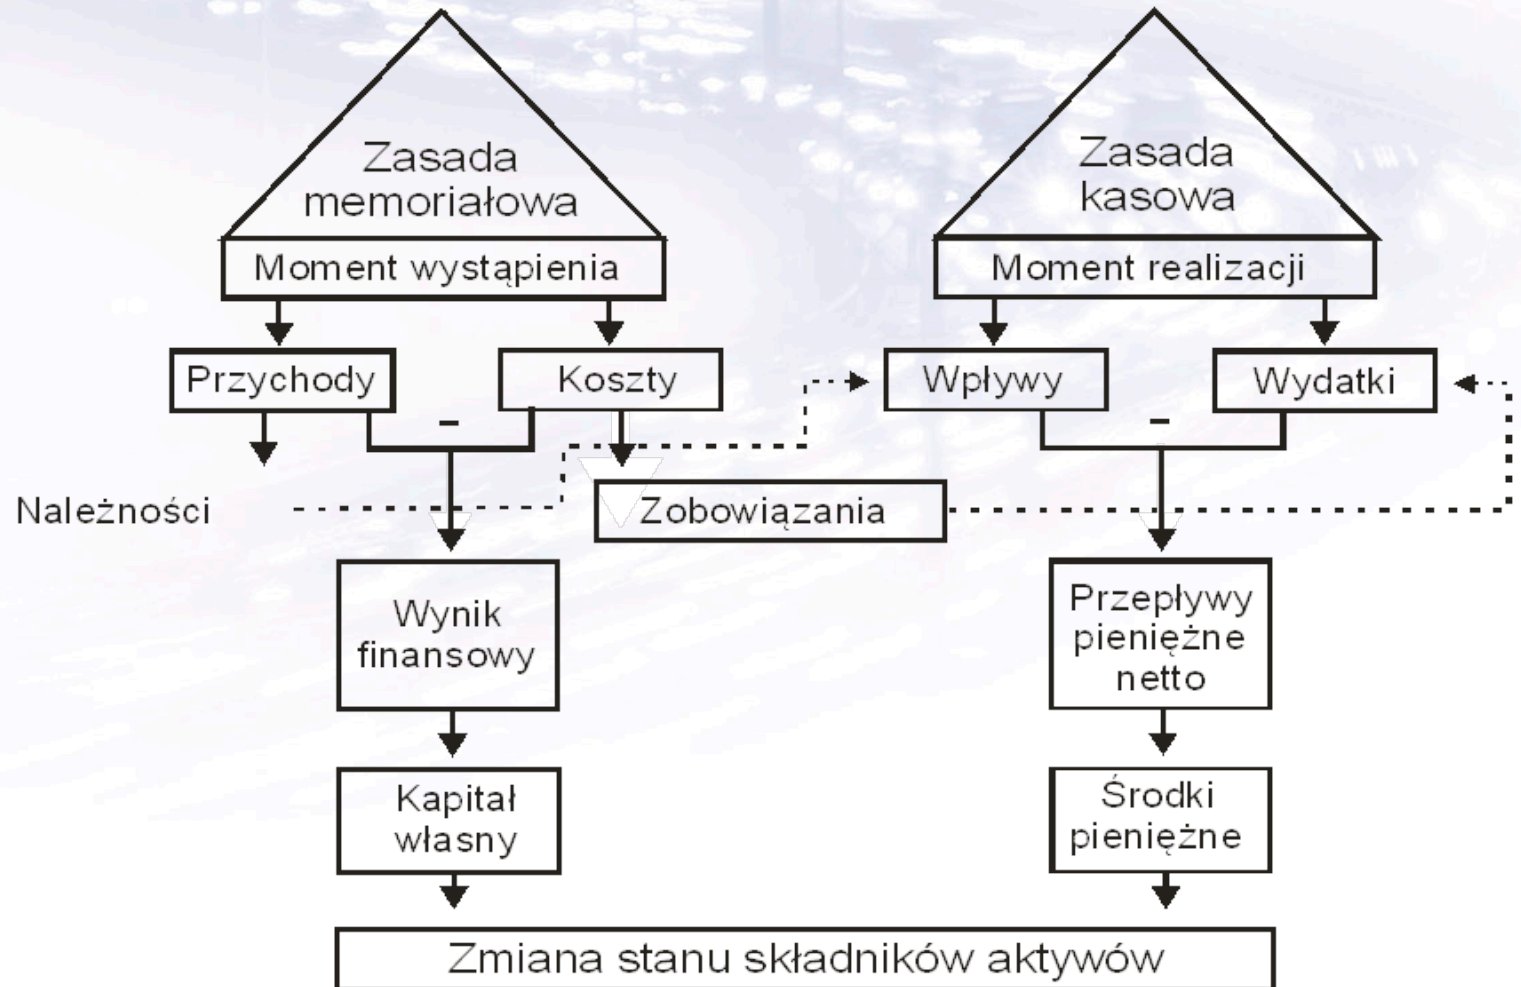 Zasada
memoriałowa
Zasada
kasowa
Moment wystąpienia
Moment realizacji
Przychody
Koszty
Wpływy
Wydatki
-
-
Należności
Zobowiązania
Wynik
finansowy
Przepływy
pieniężne
netto
Kapitał
własny
Środki
pieniężne
Zmiana stanu składników aktywów